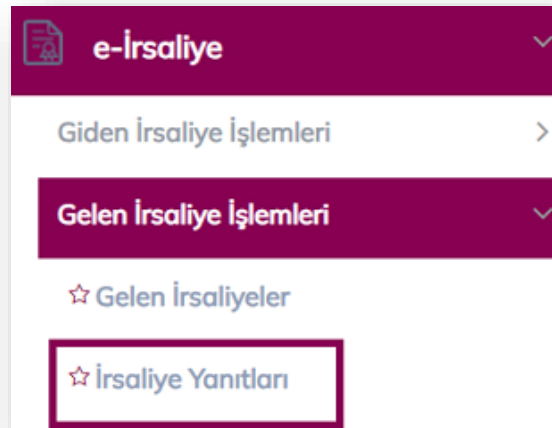 e-İrsaliye
Giden İrsaliye İşlemleri
Gelen İrsaliye İşlemleri
Gelen İrsaliyeler
İrsaliye Yanıtları